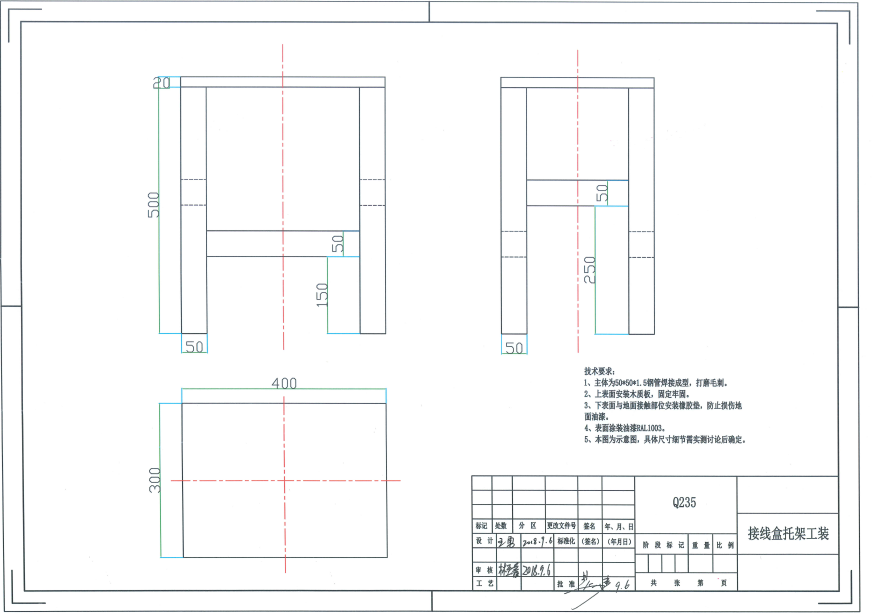 20
500
50
150
50
50
250
50
400
300
技术要求:
1、主体为50*50*1.5钢管焊接成型，打磨毛刺。
2、上表面安装木质板，固定牢固。
3、下表面与地面接触部位安装橡胶垫，防止损伤地
面油漆。
4、表面涂装油漆RAL1003。
5、本图为示意图，具体尺寸细节需实测讨论后确定。
Q235
接线盒托架工装
标记 处数 分 区 更改文件号 签名 年、月、日
设 计 2018.9.6 标准化 (签名) (年月日)
阶 段 标 记 重 量 比 例
审 核 2018.9.6
工 艺 批 准 9.6
共 张 第 页